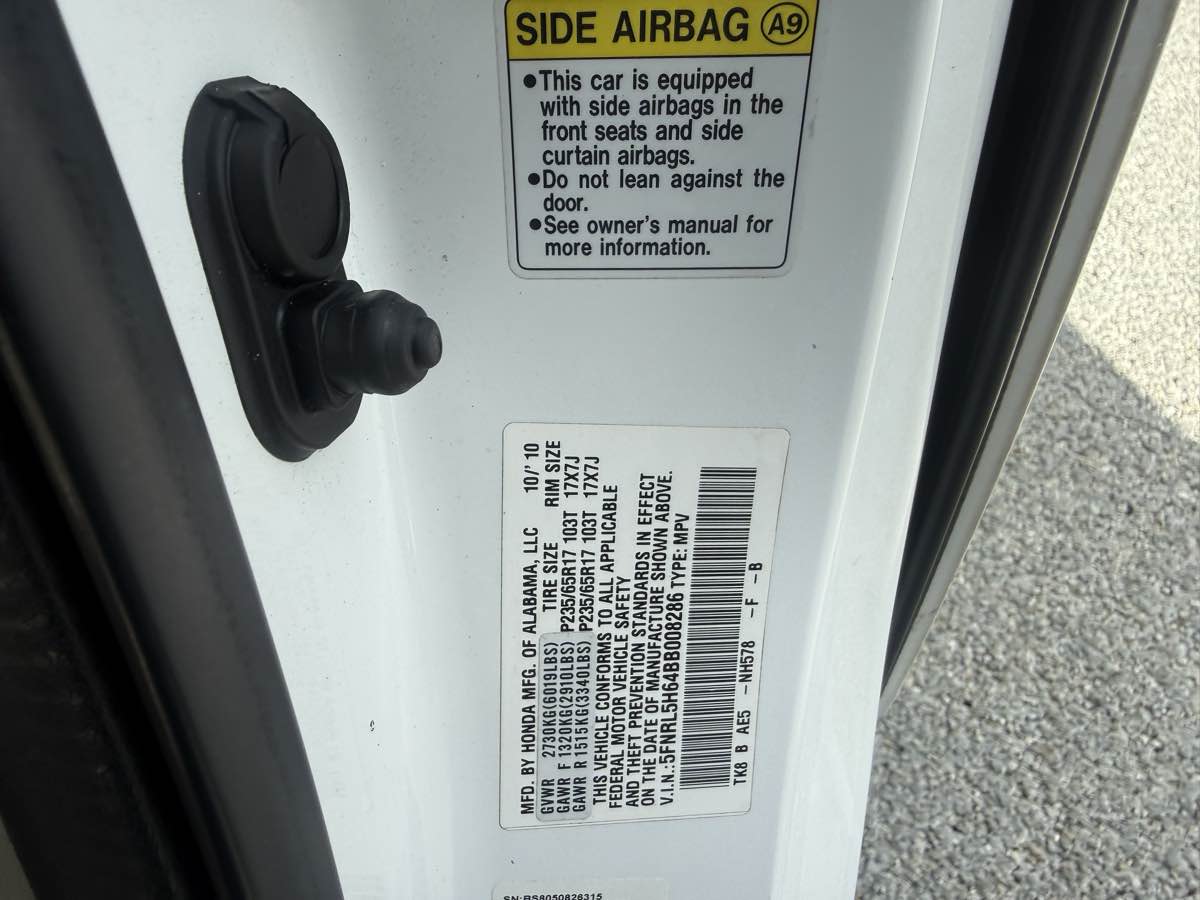 SIDE AIRBAG A9
•This car is equipped
with side airbags in the
front seats and side
curtain airbags.
•Do not lean against the
door.
•See owner's manual for
more information.
MFD. BY HONDA MFG. OF ALABAMA, LLC 10/' 10
GVWR 2730KG(6019LBS) TIRE SIZE RIM SIZE
GAWR F 1320KG(2910LBS) P235/65R17 103T 17X7J
GAWR R 1515KG(3340LBS) P235/65R17 103T 17X7J
THIS VEHICLE CONFORMS TO ALL APPLICABLE
FEDERAL MOTOR VEHICLE SAFETY
AND THEFT PREVENTION STANDARDS IN EFFECT
ON THE DATE OF MANUFACTURE SHOWN ABOVE.
V.I.N.:5FNRL5H64BB008286 TYPE: MPV
TK8 B AE5 -NH578 -F -B
SN:RS8050826315